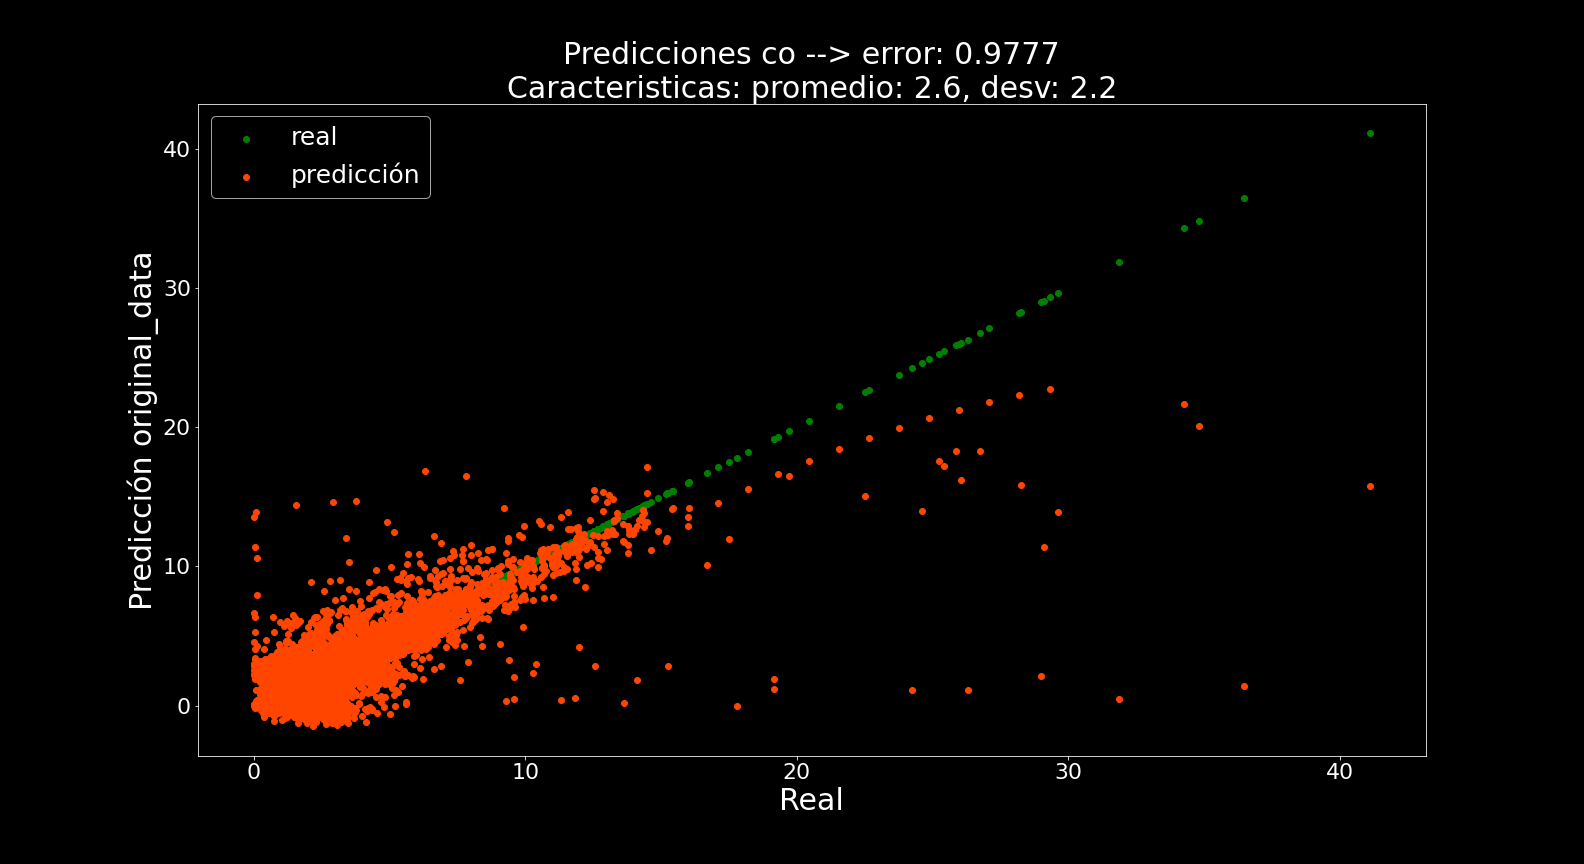 Predicciones co --> error: 0.9777
Caracteristicas: promedio: 2.6, desv: 2.2
real
predicción
40
30
20
10
0
Predicción original_data
0 10 20 30 40
Real